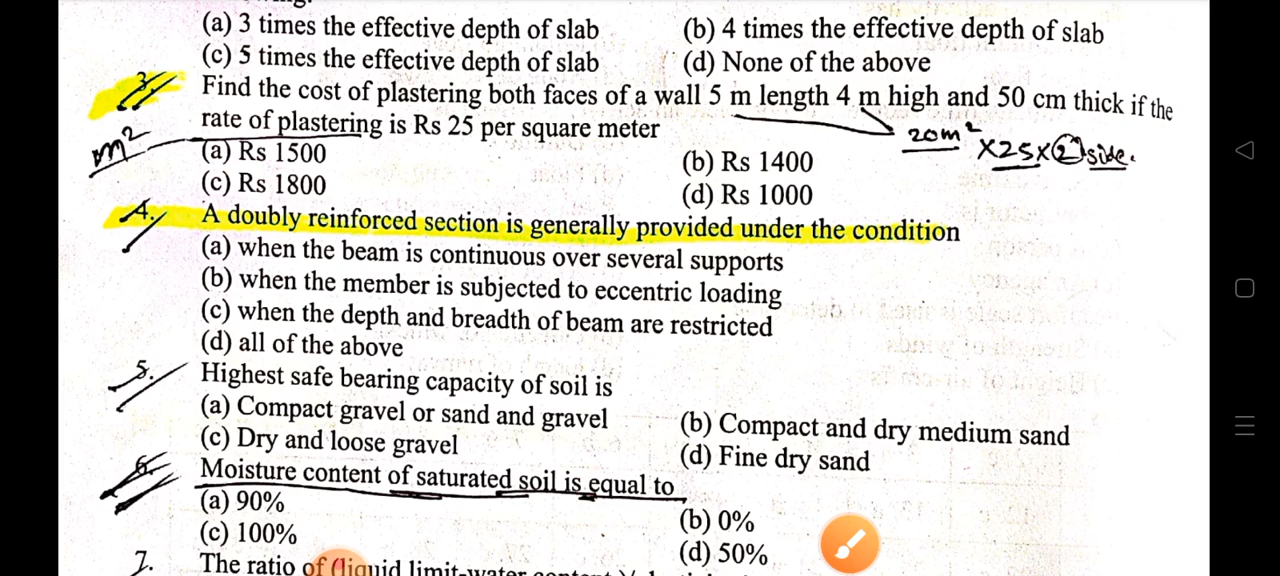 (a) 3 times the effective depth of slab (b) 4 times the effective depth of slab
(c) 5 times the effective depth of slab (d) None of the above
3. Find the cost of plastering both faces of a wall 5 m length 4 m high and 50 cm thick if the
rate of plastering is Rs 25 per square meter
m² 20m² ×25×2 side.
(a) Rs 1500 (b) Rs 1400
(c) Rs 1800 (d) Rs 1000
4. A doubly reinforced section is generally provided under the condition
(a) when the beam is continuous over several supports
(b) when the member is subjected to eccentric loading
(c) when the depth and breadth of beam are restricted
(d) all of the above
5. Highest safe bearing capacity of soil is
(a) Compact gravel or sand and gravel (b) Compact and dry medium sand
(c) Dry and loose gravel (d) Fine dry sand
6. Moisture content of saturated soil is equal to
(a) 90% (b) 0%
(c) 100% (d) 50%
7. The ratio of (liquid limit-water